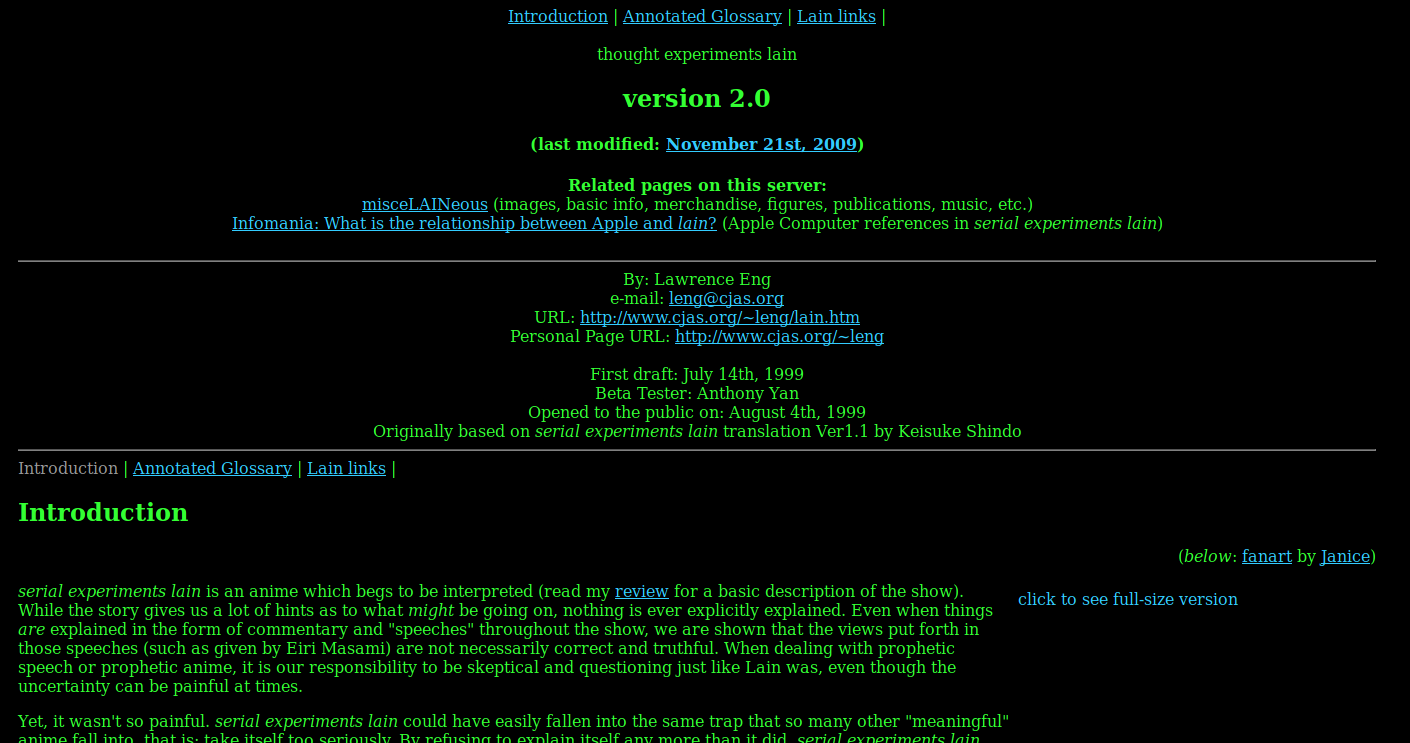 Introduction | Annotated Glossary | Lain links |
thought experiments lain
version 2.0
(last modified: November 21st, 2009)
Related pages on this server:
misceLAINeous (images, basic info, merchandise, figures, publications, music, etc.)
Infomania: What is the relationship between Apple and lain? (Apple Computer references in serial experiments lain)
By: Lawrence Eng
e-mail: leng@cjas.org
URL: http://www.cjas.org/~leng/lain.htm
Personal Page URL: http://www.cjas.org/~leng
First draft: July 14th, 1999
Beta Tester: Anthony Yan
Opened to the public on: August 4th, 1999
Originally based on serial experiments lain translation Ver1.1 by Keisuke Shindo
Introduction | Annotated Glossary | Lain links |
Introduction
(below: fanart by Janice)
serial experiments lain is an anime which begs to be interpreted (read my review for a basic description of the show).
While the story gives us a lot of hints as to what might be going on, nothing is ever explicitly explained. Even when things
are explained in the form of commentary and "speeches" throughout the show, we are shown that the views put forth in
those speeches (such as given by Eiri Masami) are not necessarily correct and truthful. When dealing with prophetic
speech or prophetic anime, it is our responsibility to be skeptical and questioning just like Lain was, even though the
uncertainty can be painful at times.
click to see full-size version
Yet, it wasn't so painful. serial experiments lain could have easily fallen into the same trap that so many other "meaningful"
anime fall into, that is: take itself too seriously. By refusing to explain itself any more than it did, serial experiments lain